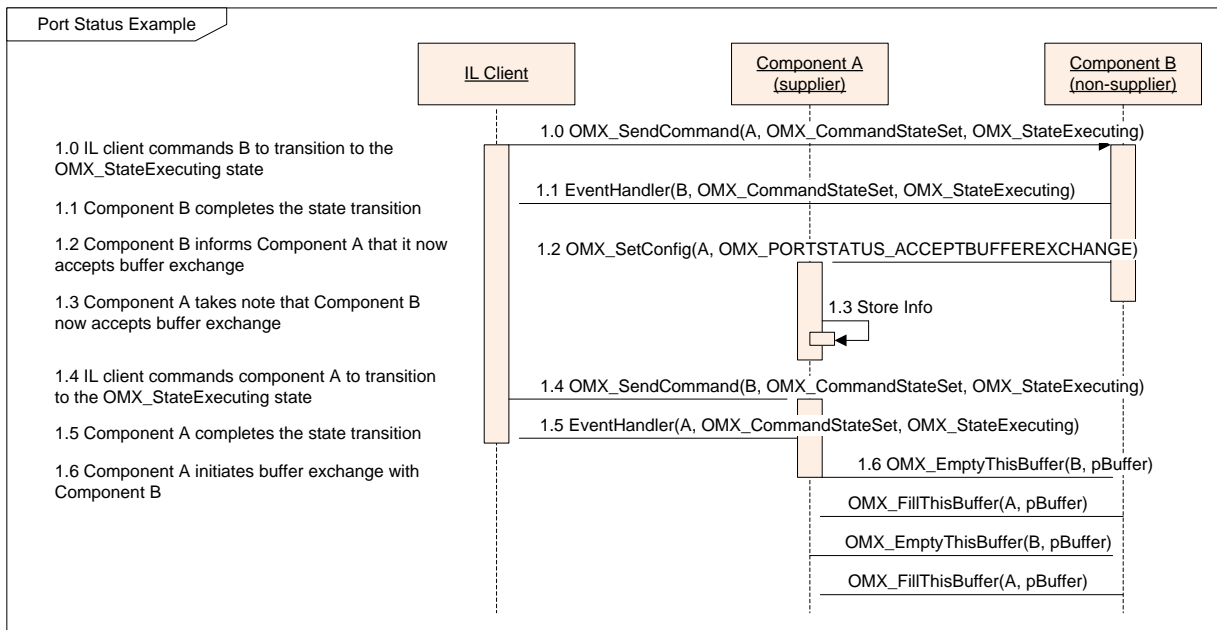 Port Status Example
IL Client
Component A
(supplier)
Component B
(non-supplier)
1.0 IL client commands B to transition to the
OMX_StateExecuting state
1.0 OMX_SendCommand(A, OMX_CommandStateSet, OMX_StateExecuting)
1.1 Component B completes the state transition
1.1 EventHandler(B, OMX_CommandStateSet, OMX_StateExecuting)
1.2 Component B informs Component A that it now
accepts buffer exchange
1.2 OMX_SetConfig(A, OMX_PORTSTATUS_ACCEPTBUFFEREXCHANGE)
1.3 Component A takes note that Component B
now accepts buffer exchange
1.3 Store Info
1.4 IL client commands component A to transition
to the OMX_StateExecuting state
1.4 OMX_SendCommand(B, OMX_CommandStateSet, OMX_StateExecuting)
1.5 Component A completes the state transition
1.5 EventHandler(A, OMX_CommandStateSet, OMX_StateExecuting)
1.6 Component A initiates buffer exchange with
Component B
1.6 OMX_EmptyThisBuffer(B, pBuffer)
OMX_FillThisBuffer(A, pBuffer)
OMX_EmptyThisBuffer(B, pBuffer)
OMX_FillThisBuffer(A, pBuffer)